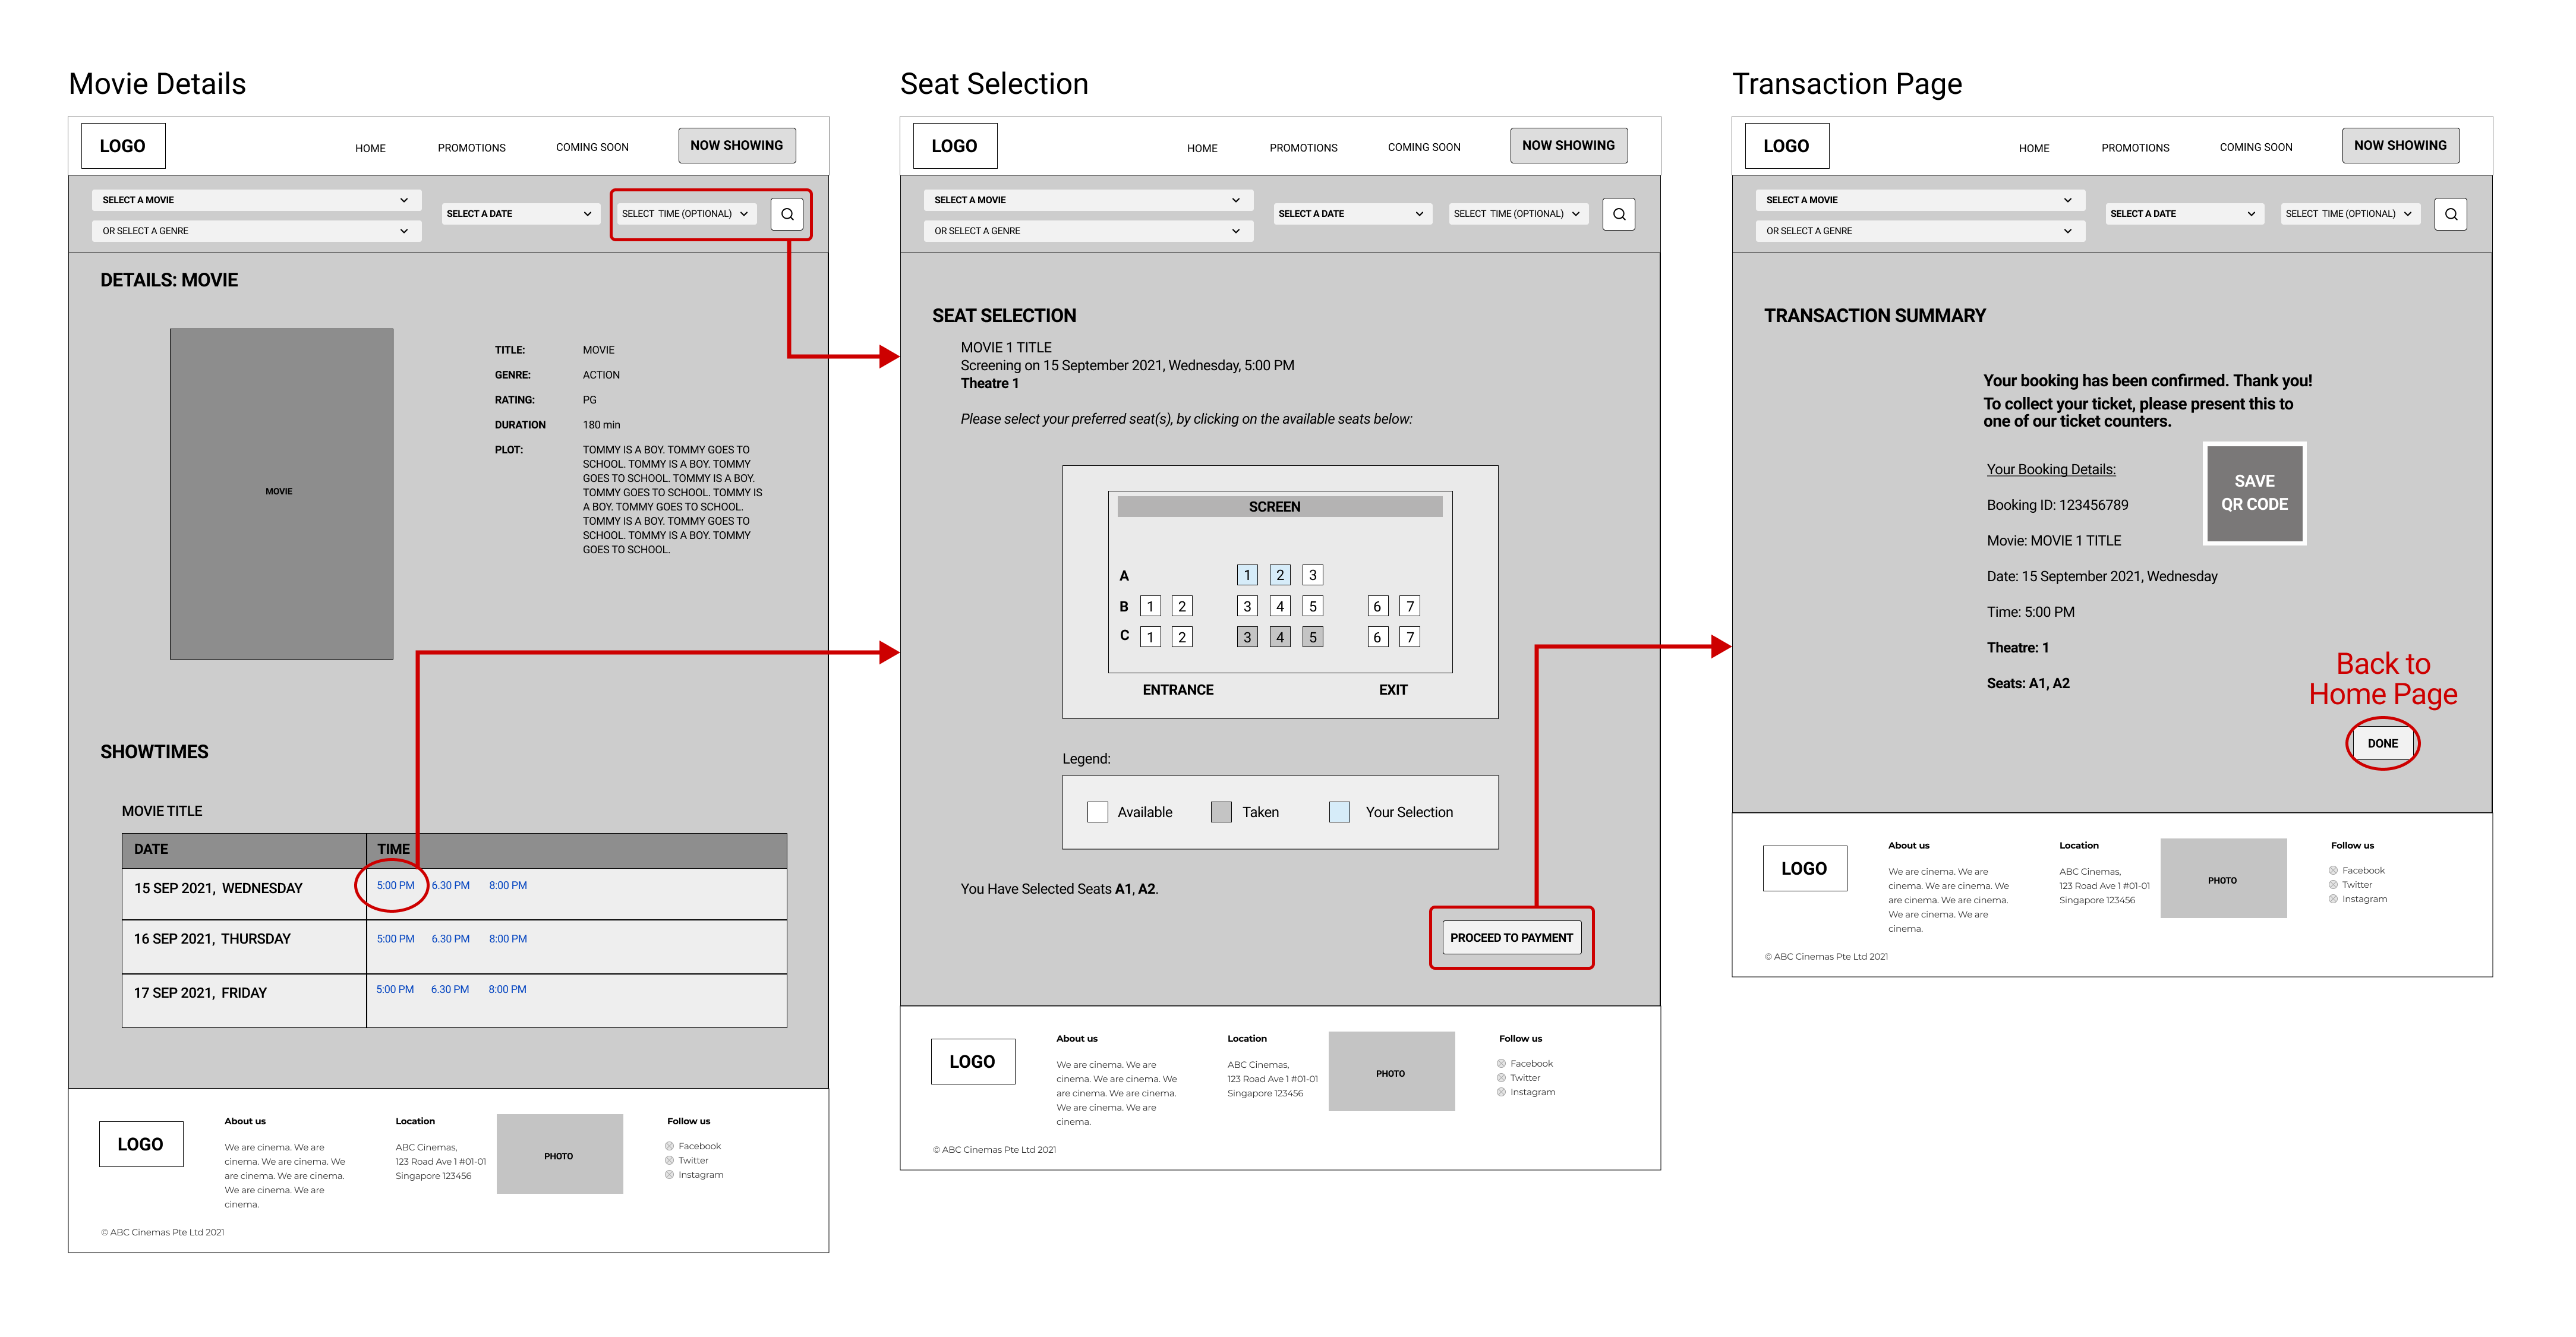 Movie Details
LOGO
HOME
PROMOTIONS
COMING SOON
NOW SHOWING
SELECT A MOVIE
OR SELECT A GENRE
SELECT A DATE
SELECT TIME (OPTIONAL)
DETAILS: MOVIE
MOVIE
TITLE: MOVIE
GENRE: ACTION
RATING: PG
DURATION 180 min
PLOT: TOMMY IS A BOY. TOMMY GOES TO
SCHOOL. TOMMY IS A BOY. TOMMY
GOES TO SCHOOL. TOMMY IS A BOY.
TOMMY GOES TO SCHOOL. TOMMY IS
A BOY. TOMMY GOES TO SCHOOL.
TOMMY IS A BOY. TOMMY GOES TO
SCHOOL. TOMMY IS A BOY. TOMMY
GOES TO SCHOOL.
SHOWTIMES
MOVIE TITLE
DATE TIME
15 SEP 2021, WEDNESDAY 5:00 PM 6.30 PM 8:00 PM
16 SEP 2021, THURSDAY 5:00 PM 6.30 PM 8:00 PM
17 SEP 2021, FRIDAY 5:00 PM 6.30 PM 8:00 PM
LOGO
About us
We are cinema. We are
cinema. We are cinema. We
are cinema. We are cinema.
We are cinema. We are
cinema.
Location
ABC Cinemas,
123 Road Ave 1 #01-01
Singapore 123456
PHOTO
Follow us
Facebook
Twitter
Instagram
© ABC Cinemas Pte Ltd 2021
Seat Selection
LOGO
HOME
PROMOTIONS
COMING SOON
NOW SHOWING
SELECT A MOVIE
OR SELECT A GENRE
SELECT A DATE
SELECT TIME (OPTIONAL)
SEAT SELECTION
MOVIE 1 TITLE
Screening on 15 September 2021, Wednesday, 5:00 PM
Theatre 1
Please select your preferred seat(s), by clicking on the available seats below:
SCREEN
A 1 2 3
B 1 2 3 4 5 6 7
C 1 2 3 4 5 6 7
ENTRANCE EXIT
Legend:
Available Taken Your Selection
You Have Selected Seats A1, A2.
PROCEED TO PAYMENT
LOGO
About us
We are cinema. We are
cinema. We are cinema. We
are cinema. We are cinema.
We are cinema. We are
cinema.
Location
ABC Cinemas,
123 Road Ave 1 #01-01
Singapore 123456
PHOTO
Follow us
Facebook
Twitter
Instagram
© ABC Cinemas Pte Ltd 2021
Transaction Page
LOGO
HOME
PROMOTIONS
COMING SOON
NOW SHOWING
SELECT A MOVIE
OR SELECT A GENRE
SELECT A DATE
SELECT TIME (OPTIONAL)
TRANSACTION SUMMARY
Your booking has been confirmed. Thank you!
To collect your ticket, please present this to
one of our ticket counters.
Your Booking Details:
SAVE
QR CODE
Booking ID: 123456789
Movie: MOVIE 1 TITLE
Date: 15 September 2021, Wednesday
Time: 5:00 PM
Theatre: 1
Seats: A1, A2
Back to
Home Page
DONE
LOGO
About us
We are cinema. We are
cinema. We are cinema. We
are cinema. We are cinema.
We are cinema. We are
cinema.
Location
ABC Cinemas,
123 Road Ave 1 #01-01
Singapore 123456
PHOTO
Follow us
Facebook
Twitter
Instagram
© ABC Cinemas Pte Ltd 2021